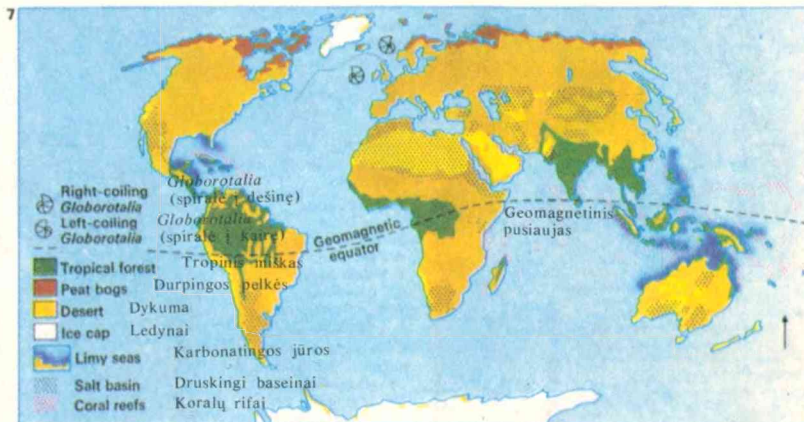 7
Right-coiling
Globorotalia
Globorotalia
(spiralė į dešinę)
Left-coiling
Globorotalia
Globorotalia
(spiralė į kairę)
Geomagnetic
equator
Geomagnetinis
pusiaujas
Tropical forest Tropinis miškas
Peat bogs Durpingos pelkės
Desert Dykuma
Ice cap Ledynai
Limy seas Karbonatingos jūros
Salt basin Druskingi baseinai
Coral reefs Koralų rifai